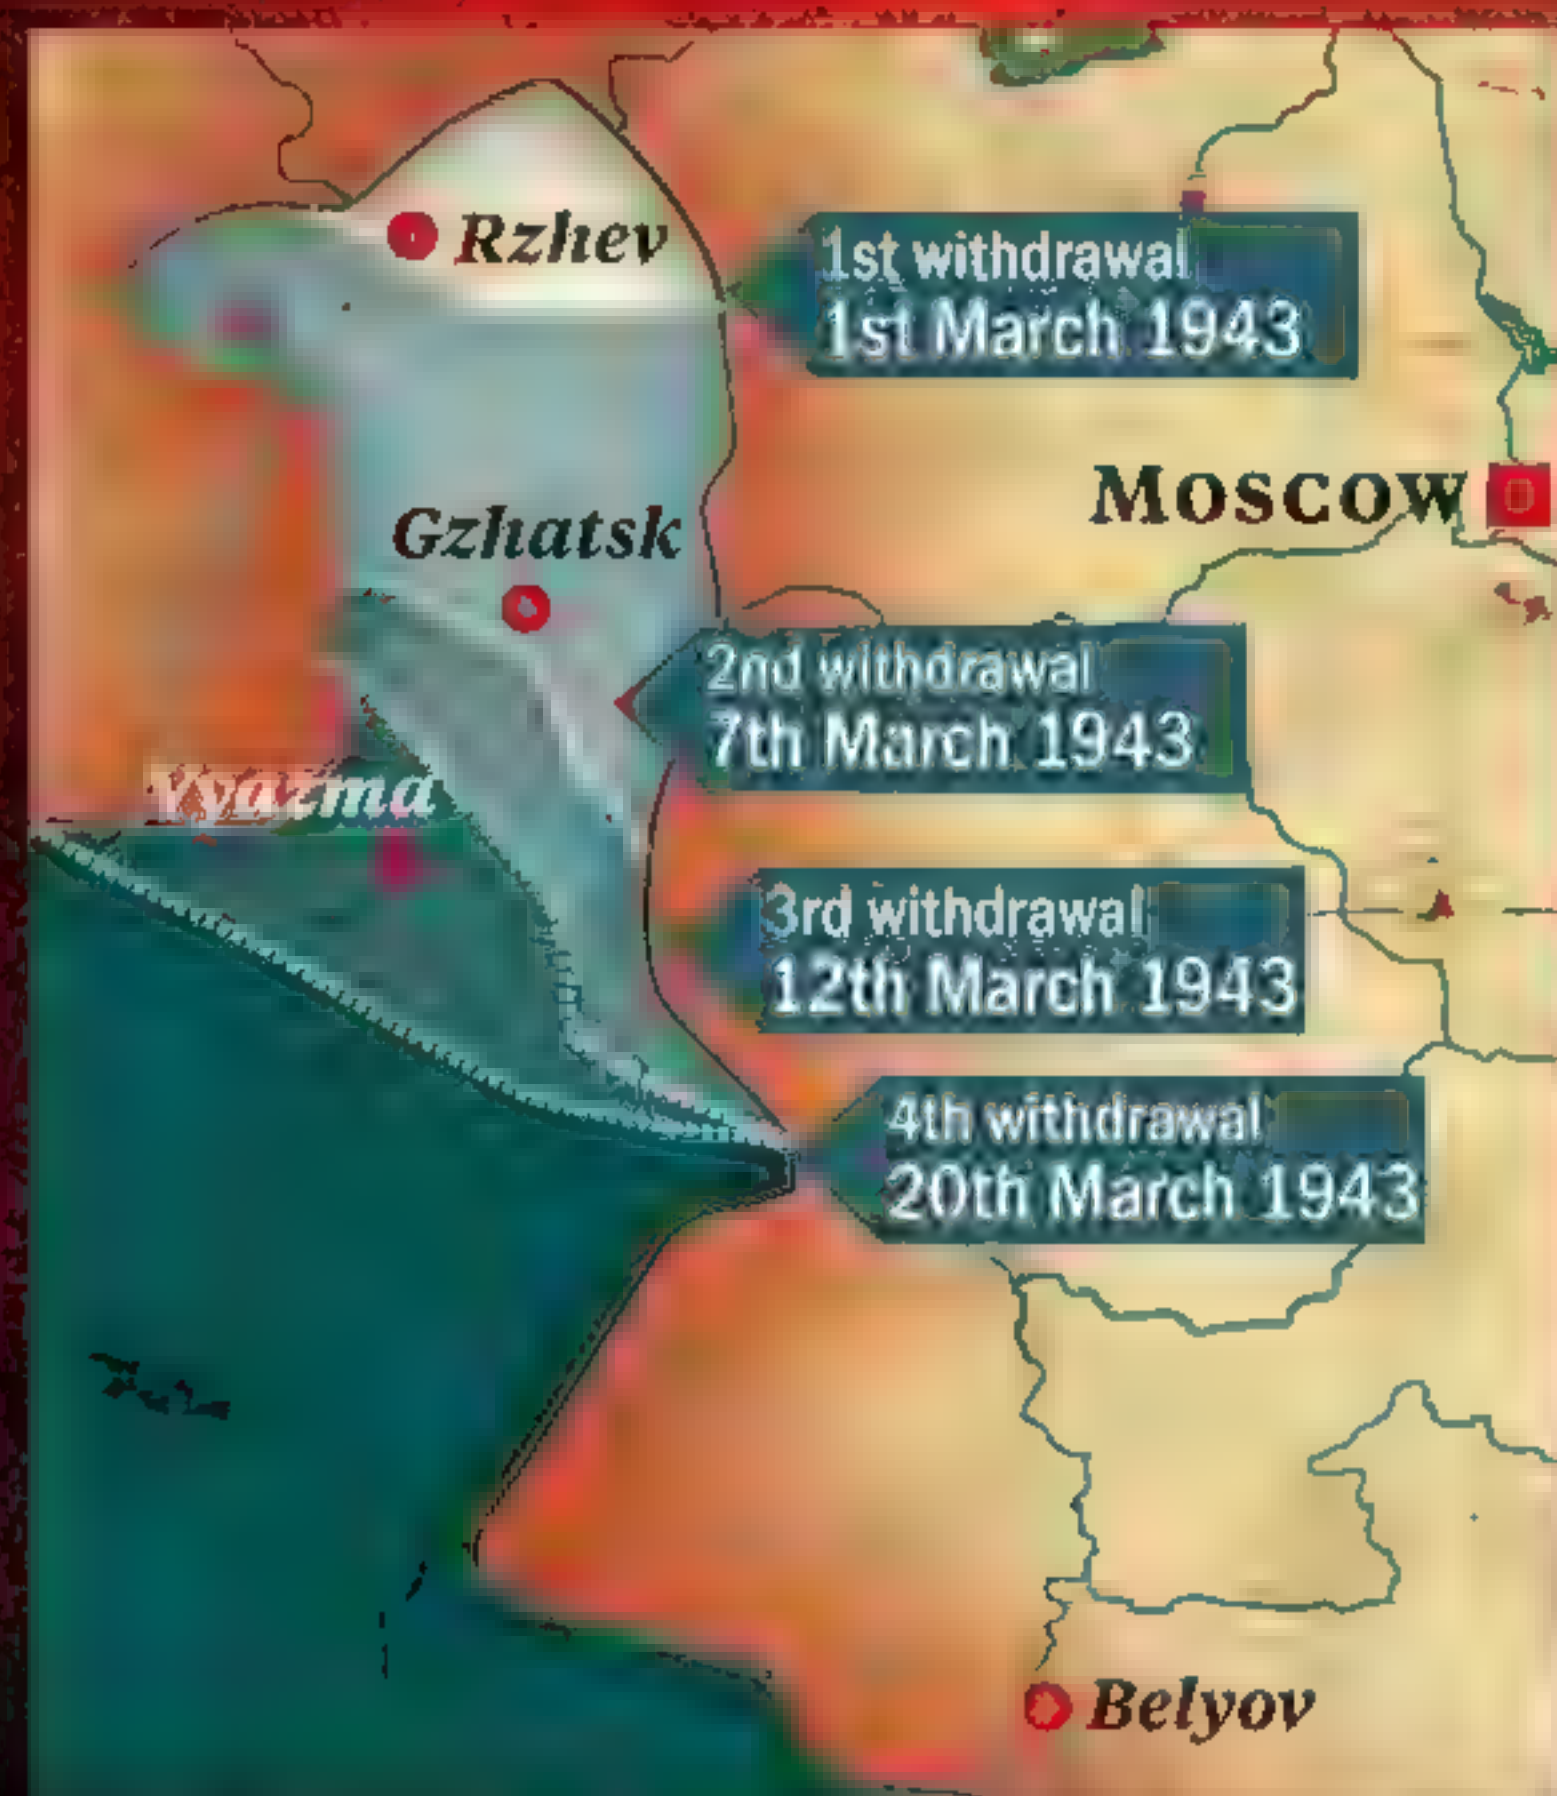 Rzhev
1st withdrawal
1st March 1943
Moscow
Gzhatsk
2nd withdrawal
7th March 1943
Vyazma
3rd withdrawal
12th March 1943
4th withdrawal
20th March 1943
Belyov